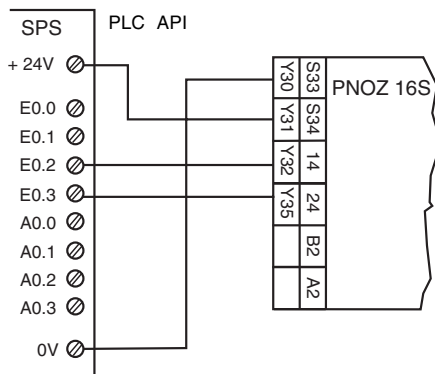 SPS
PLC API
+ 24V
E0.0
E0.1
E0.2
E0.3
A0.0
A0.1
A0.2
A0.3
0V
Y30 S33
Y31 S34
Y32 14
Y35 24
B2
A2
PNOZ 16S